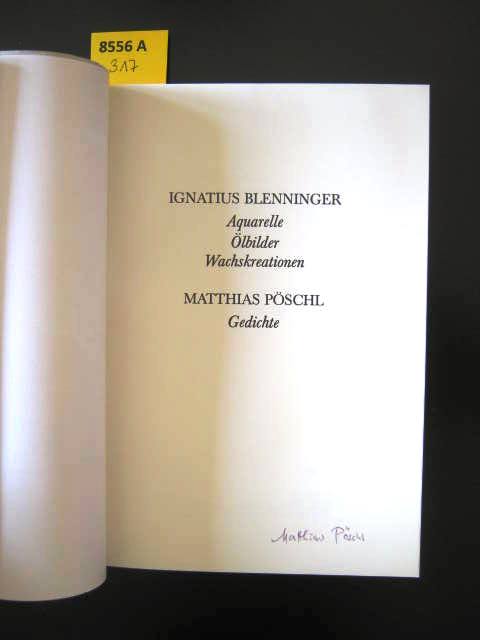 8556 A
317
IGNATIUS BLENNINGER
Aquarelle
Ölbilder
Wachskreationen
MATTHIAS PÖSCHL
Gedichte
Matthias Pöschl